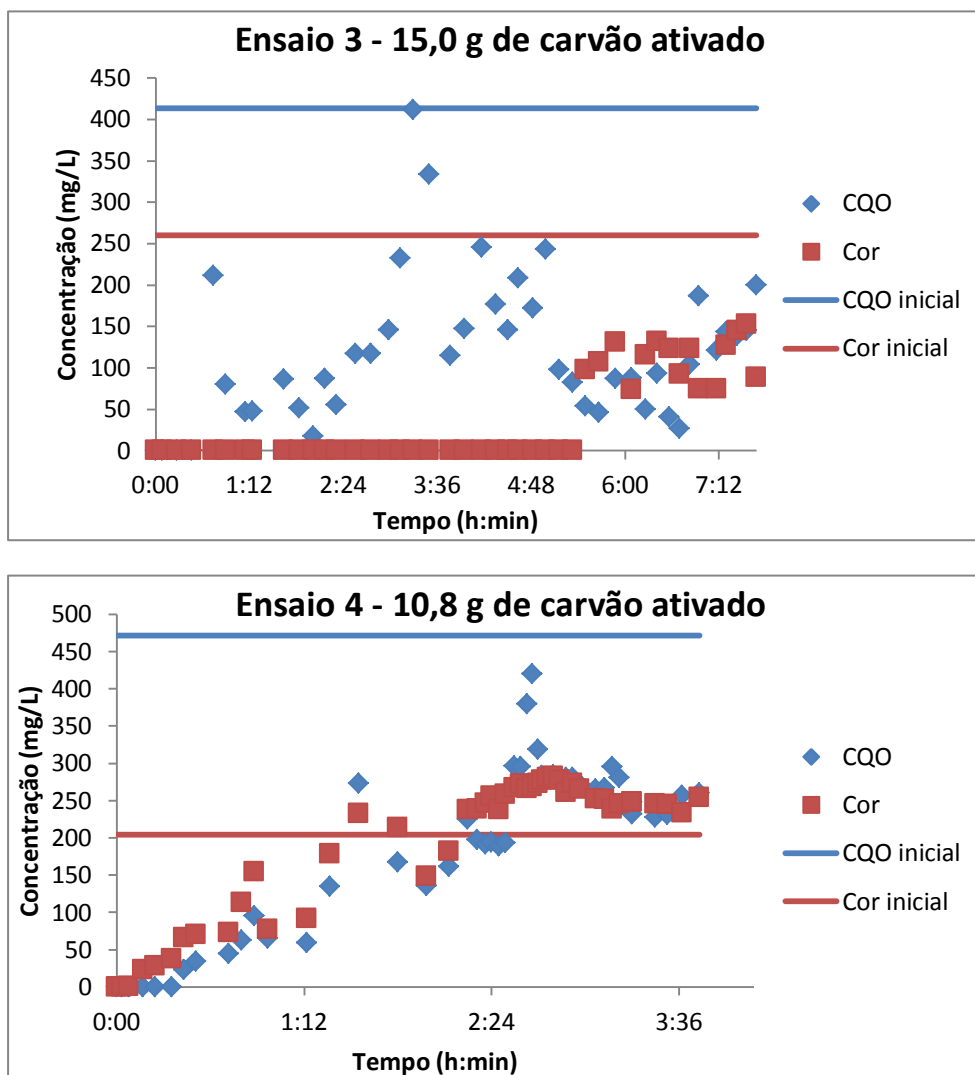 Ensaio 3 - 15,0 g de carvão ativado
450
400
350
300
250
200
150
100
50
0
Concentração (mg/L)
0:00 1:12 2:24 3:36 4:48 6:00 7:12
Tempo (h:min)
CQO
Cor
CQO inicial
Cor inicial
Ensaio 4 - 10,8 g de carvão ativado
500
450
400
350
300
250
200
150
100
50
0
Concentração (mg/L)
0:00 1:12 2:24 3:36
Tempo (h:min)
CQO
Cor
CQO inicial
Cor inicial